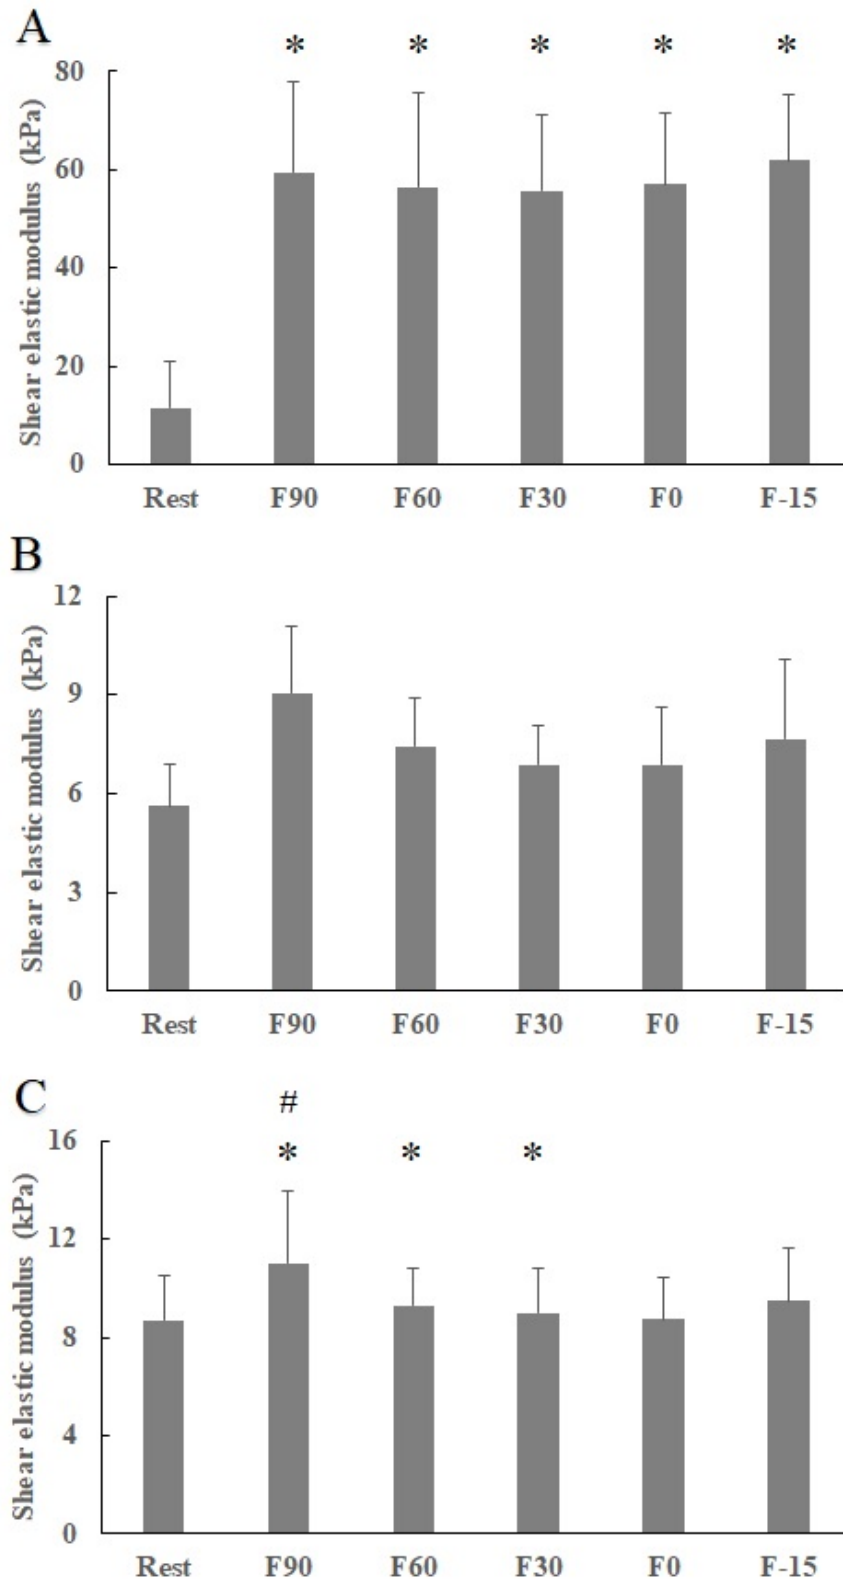 A
* * * * *
80
60
40
20
0
Shear elastic modulus (kPa)
Rest F90 F60 F30 F0 F-15
B
12
9
6
3
0
Shear elastic modulus (kPa)
Rest F90 F60 F30 F0 F-15
C
#
* * *
16
12
8
4
0
Shear elastic modulus (kPa)
Rest F90 F60 F30 F0 F-15